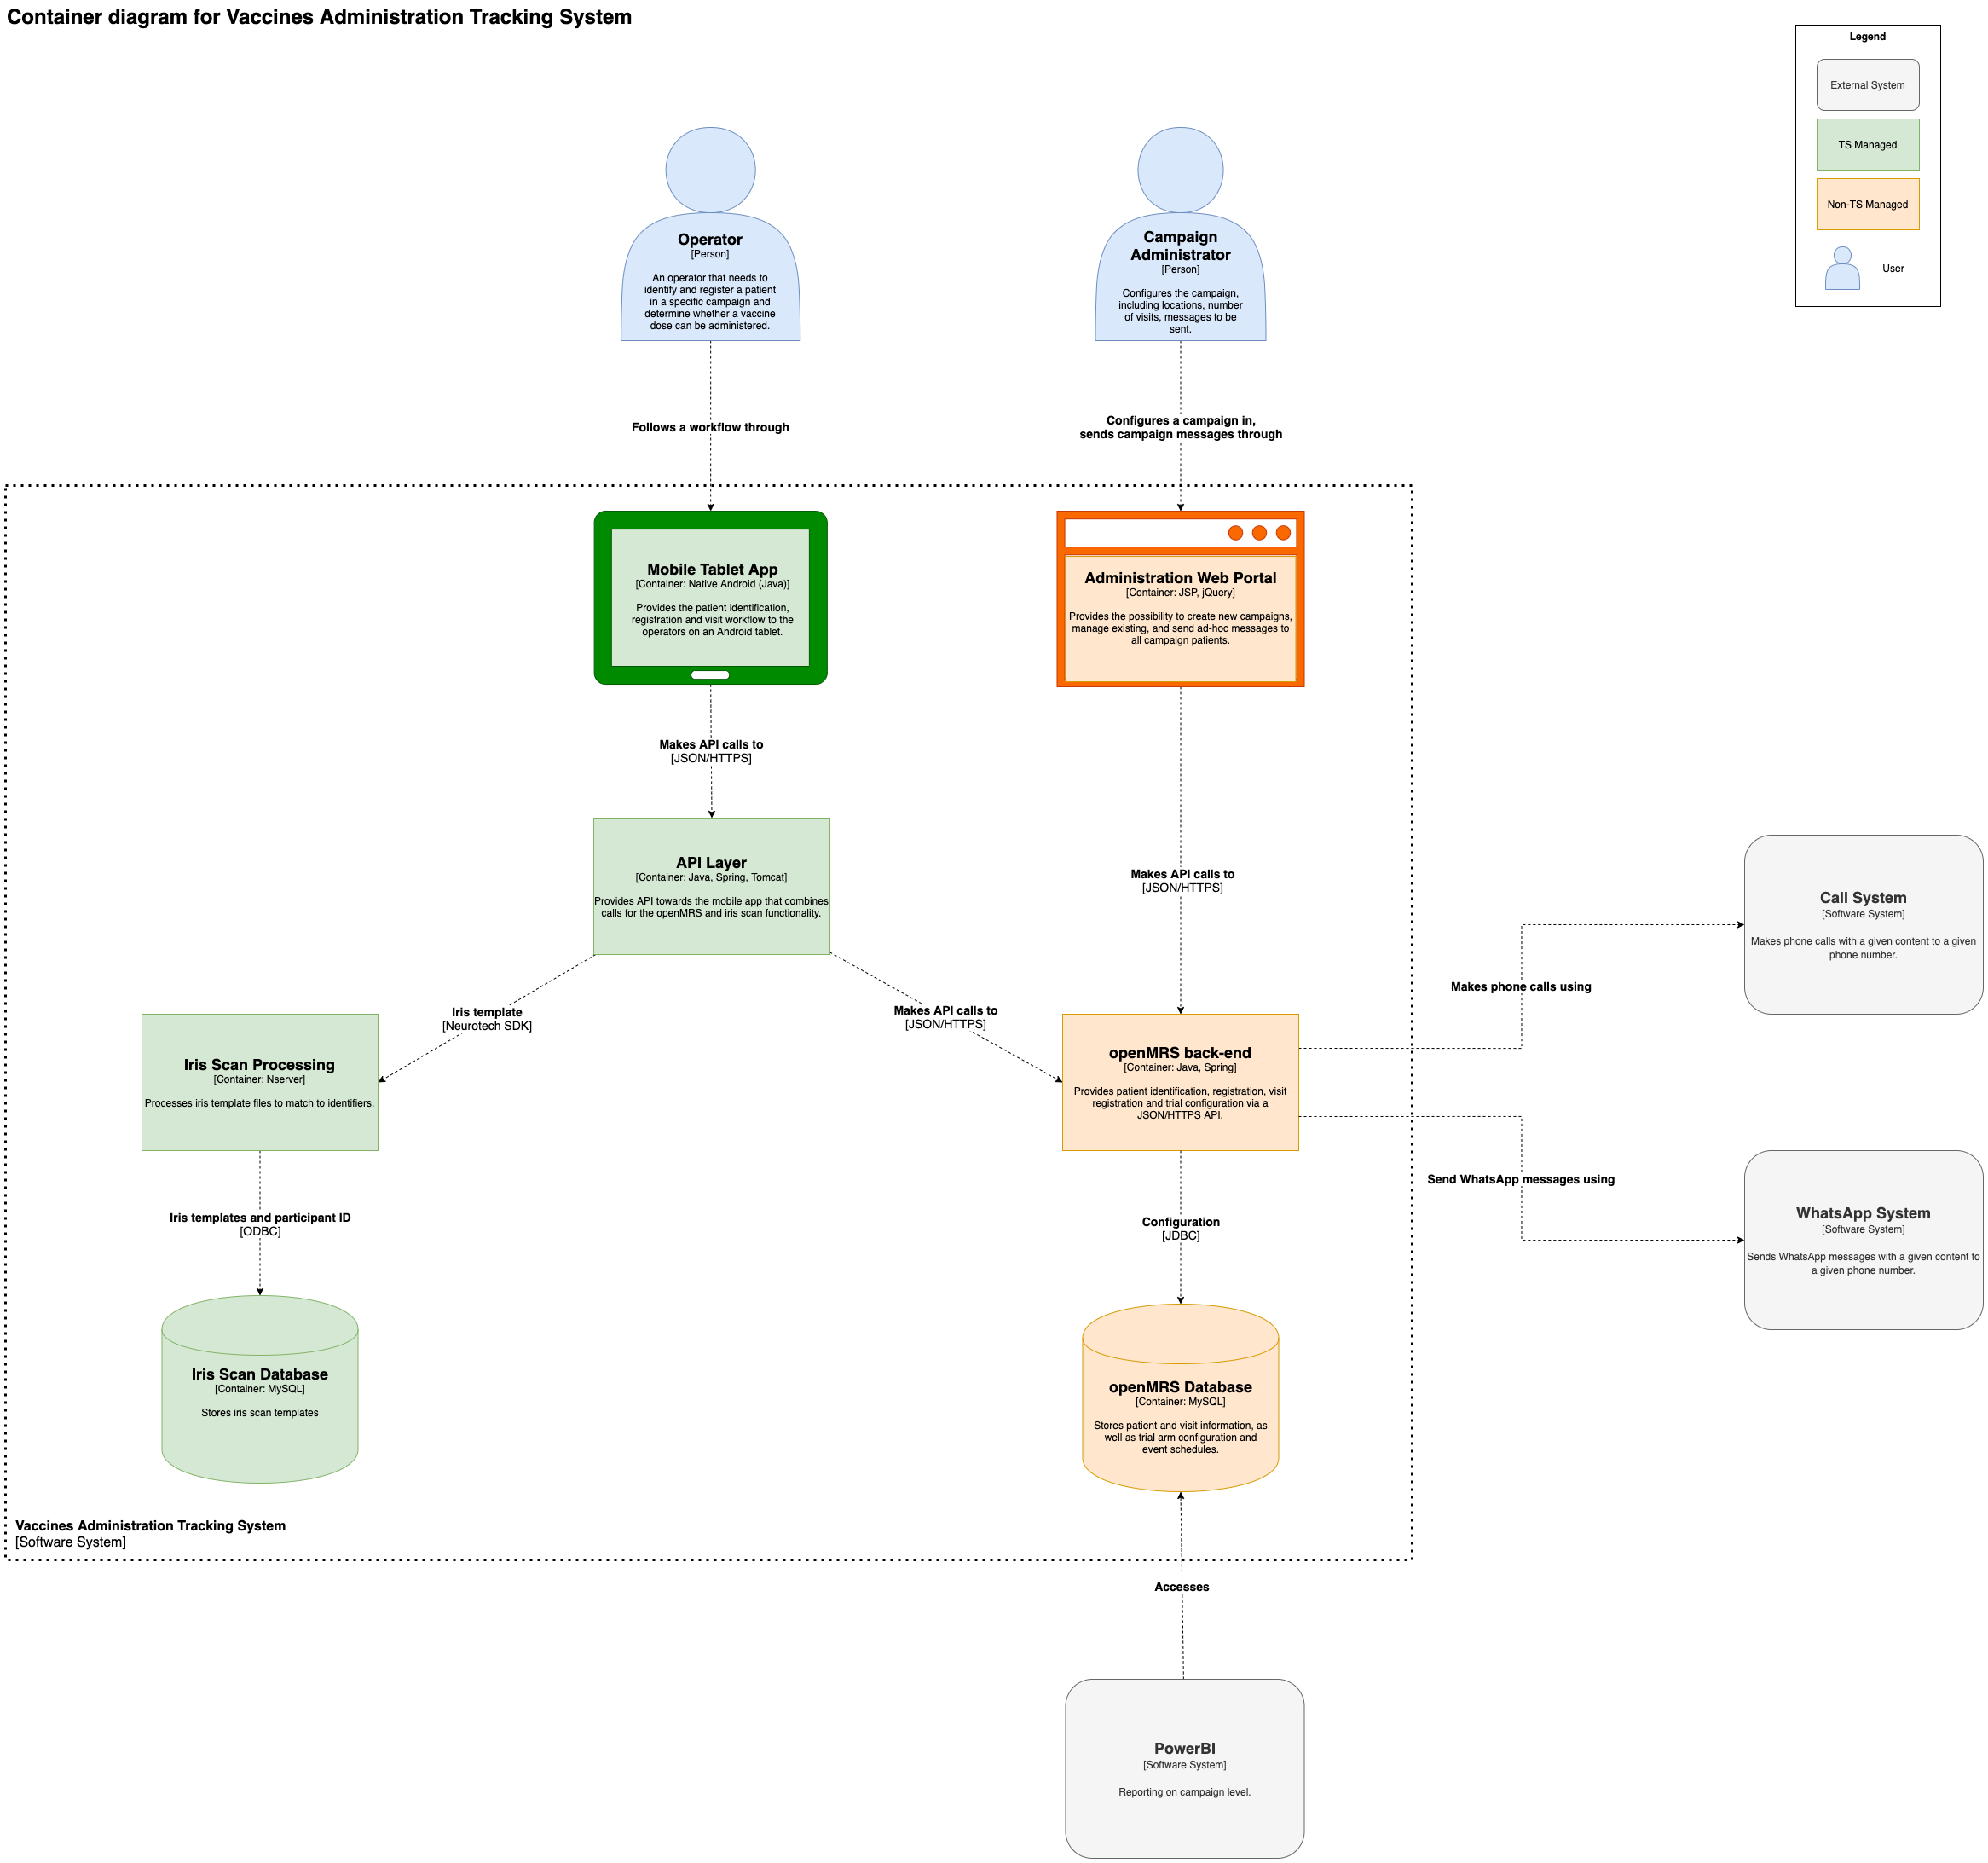 Container diagram for Vaccines Administration Tracking System
Legend
External System
TS Managed
Non-TS Managed
User
Operator
[Person]
An operator that needs to
identify and register a patient
in a specific campaign and
determine whether a vaccine
dose can be administered.
Campaign
Administrator
[Person]
Configures the campaign,
including locations, number
of visits, messages to be
sent.
Follows a workflow through
Configures a campaign in,
sends campaign messages through
Mobile Tablet App
[Container: Native Android (Java)]
Provides the patient identification,
registration and visit workflow to the
operators on an Android tablet.
Administration Web Portal
[Container: JSP, jQuery]
Provides the possibility to create new campaigns,
manage existing, and send ad-hoc messages to
all campaign patients.
Makes API calls to
[JSON/HTTPS]
API Layer
[Container: Java, Spring, Tomcat]
Provides API towards the mobile app that combines
calls for the openMRS and iris scan functionality.
Makes API calls to
[JSON/HTTPS]
Call System
[Software System]
Makes phone calls with a given content to a given
phone number.
Makes phone calls using
Iris template
[Neurotech SDK]
Makes API calls to
[JSON/HTTPS]
Iris Scan Processing
[Container: Nserver]
Processes iris template files to match to identifiers.
openMRS back-end
[Container: Java, Spring]
Provides patient identification, registration, visit
registration and trial configuration via a
JSON/HTTPS API.
Send WhatsApp messages using
WhatsApp System
[Software System]
Sends WhatsApp messages with a given content to
a given phone number.
Iris templates and participant ID
[ODBC]
Configuration
[JDBC]
Iris Scan Database
[Container: MySQL]
Stores iris scan templates
openMRS Database
[Container: MySQL]
Stores patient and visit information, as
well as trial arm configuration and
event schedules.
Vaccines Administration Tracking System
[Software System]
Accesses
PowerBI
[Software System]
Reporting on campaign level.